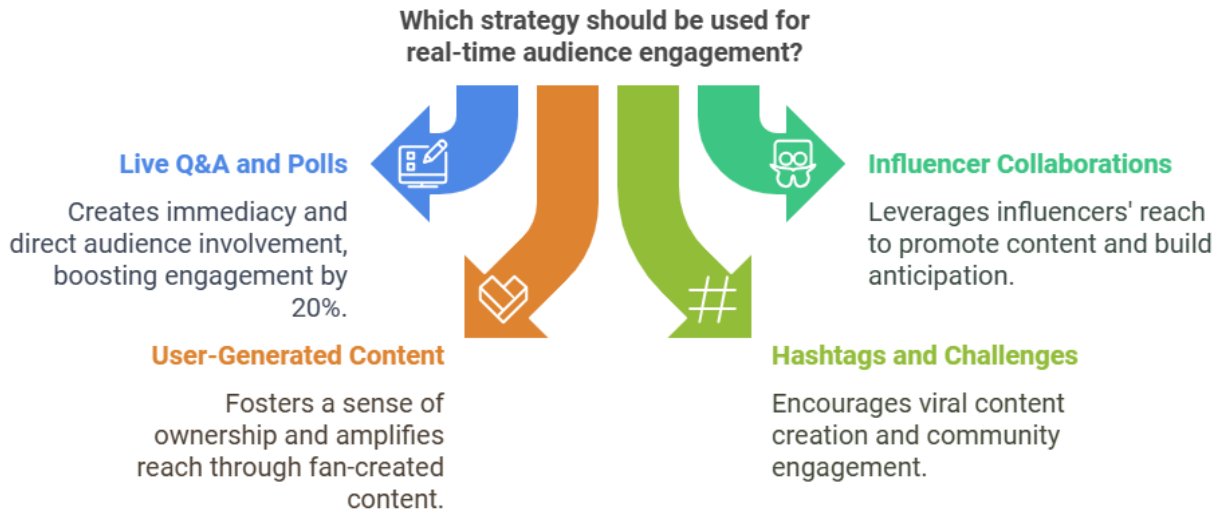 Which strategy should be used for
real-time audience engagement?
Live Q&A and Polls
Creates immediacy and
direct audience involvement,
boosting engagement by
20%.
User-Generated Content
Fosters a sense of
ownership and amplifies
reach through fan-created
content.
Influencer Collaborations
Leverages influencers' reach
to promote content and build
anticipation.
Hashtags and Challenges
Encourages viral content
creation and community
engagement.